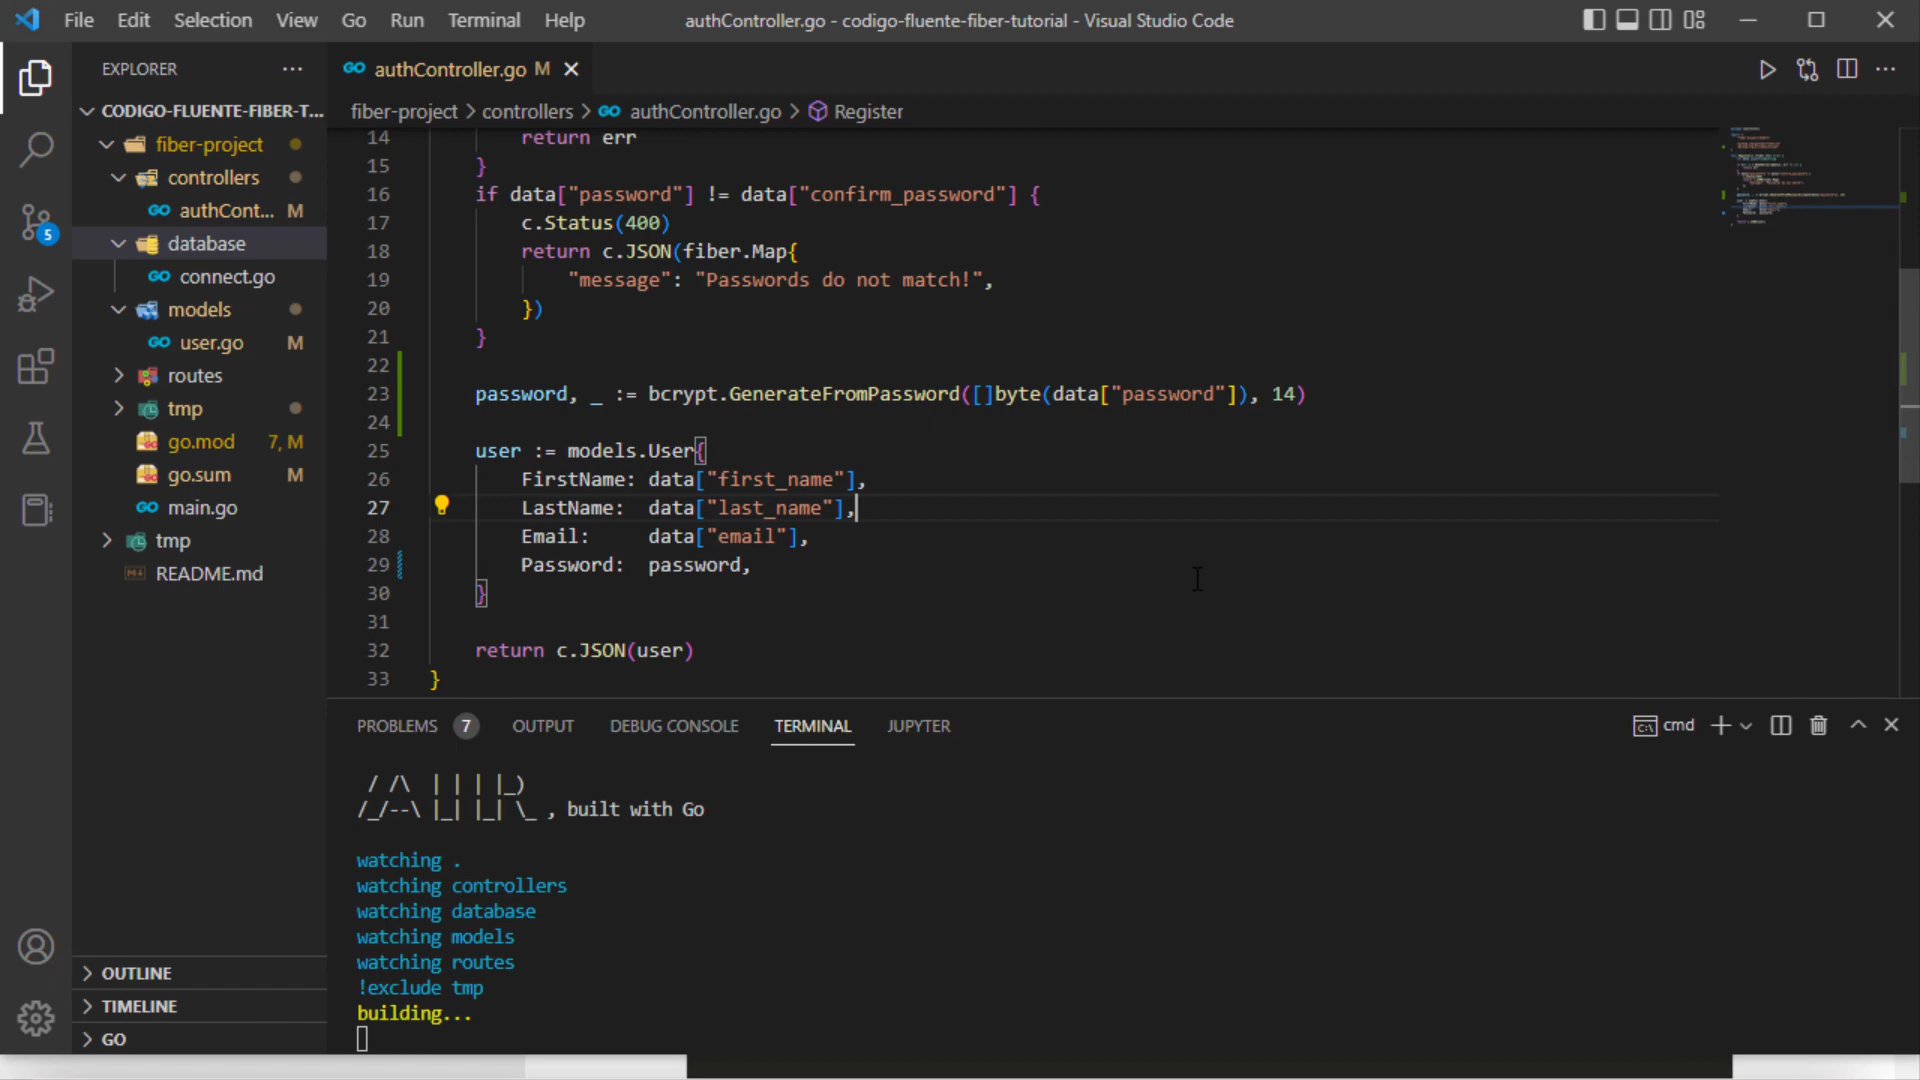 File Edit Selection View Go Run Terminal Help
authController.go - codigo-fluente-fiber-tutorial - Visual Studio Code
EXPLORER
CODIGO-FLUENTE-FIBER-T...
fiber-project
controllers
authCont... M
database
connect.go
models
user.go M
routes
tmp
go.mod 7, M
go.sum M
main.go
tmp
README.md
OUTLINE
TIMELINE
GO
5
authController.go M
fiber-project > controllers > authController.go > Register
14 return err
15 }
16 if data["password"] != data["confirm_password"] {
17 c.Status(400)
18 return c.JSON(fiber.Map{
19 "message": "Passwords do not match!",
20 })
21 }
22
23 password, _ := bcrypt.GenerateFromPassword([]byte(data["password"]), 14)
24
25 user := models.User{
26 FirstName: data["first_name"],
27 LastName: data["last_name"],
28 Email: data["email"],
29 Password: password,
30 }
31
32 return c.JSON(user)
33 }
PROBLEMS 7 OUTPUT DEBUG CONSOLE TERMINAL JUPYTER
cmd
/ /\ | | | |_)
/_/--\ |_| |_| \_ , built with Go
watching .
watching controllers
watching database
watching models
watching routes
!exclude tmp
building...